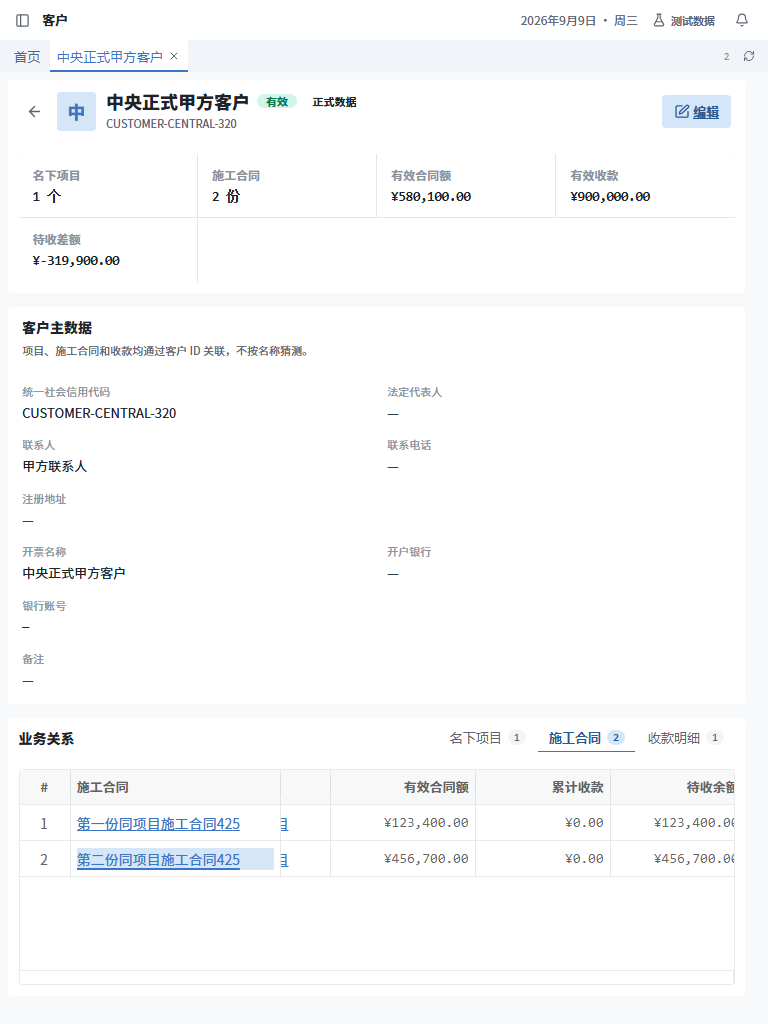 客户
2026年9月9日 • 周三 测试数据
首页 中央正式甲方客户 2
中 中央正式甲方客户 有效 正式数据
CUSTOMER-CENTRAL-320
编辑
名下项目 施工合同 有效合同额 有效收款
1 个 2 份 ¥580,100.00 ¥900,000.00
待收差额
¥-319,900.00
客户主数据
项目、施工合同和收款均通过客户 ID 关联，不按名称猜测。
统一社会信用代码 法定代表人
CUSTOMER-CENTRAL-320 —
联系人 联系电话
甲方联系人 —
注册地址
—
开票名称 开户银行
中央正式甲方客户 —
银行账号
–
备注
—
业务关系 名下项目 1 施工合同 2 收款明细 1
# 施工合同 有效合同额 累计收款 待收余额
1 第一份同项目施工合同425 ¥123,400.00 ¥0.00 ¥123,400.00
2 第二份同项目施工合同425 ¥456,700.00 ¥0.00 ¥456,700.00